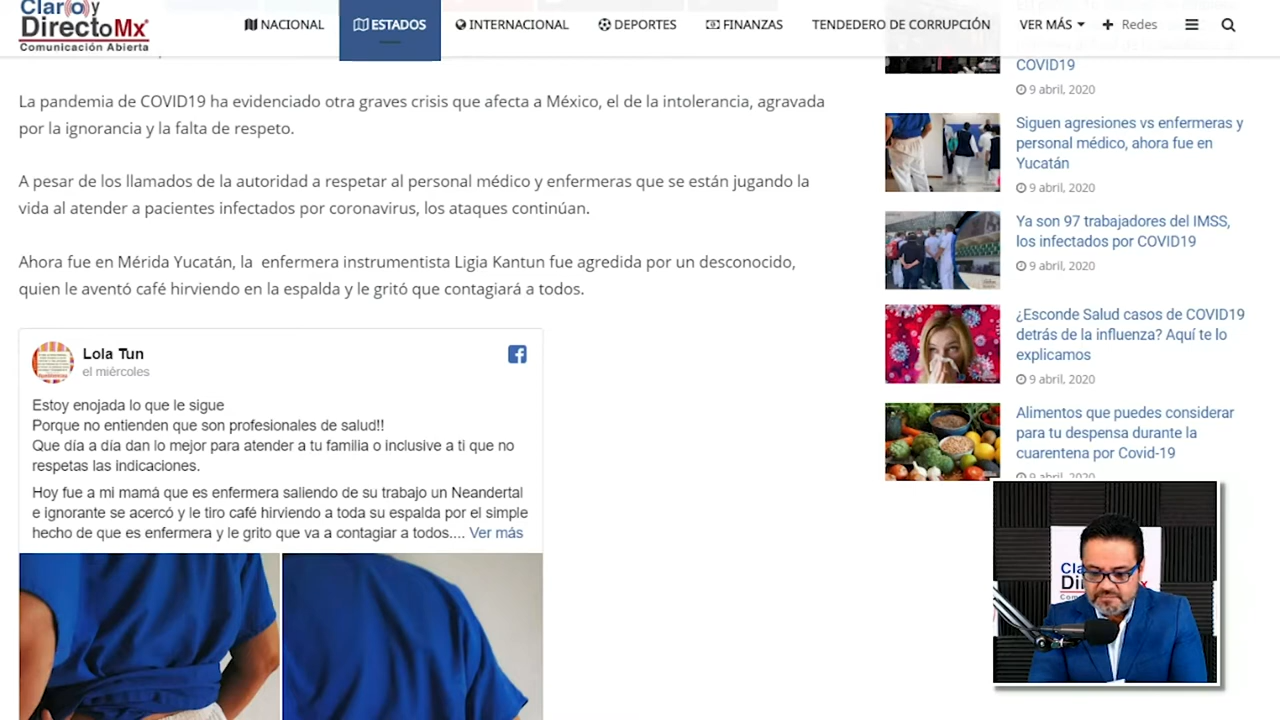 Claro y
DirectoMx
Comunicación Abierta
NACIONAL
ESTADOS
INTERNACIONAL
DEPORTES
FINANZAS
TENDEDERO DE CORRUPCIÓN
VER MÁS
Redes
La pandemia de COVID19 ha evidenciado otra graves crisis que afecta a México, el de la intolerancia, agravada
por la ignorancia y la falta de respeto.
A pesar de los llamados de la autoridad a respetar al personal médico y enfermeras que se están jugando la
vida al atender a pacientes infectados por coronavirus, los ataques continúan.
Ahora fue en Mérida Yucatán, la enfermera instrumentista Ligia Kantun fue agredida por un desconocido,
quien le aventó café hirviendo en la espalda y le gritó que contagiará a todos.
Lola Tun
el miércoles
Estoy enojada lo que le sigue
Porque no entienden que son profesionales de salud!!
Que día a día dan lo mejor para atender a tu familia o inclusive a ti que no
respetas las indicaciones.
Hoy fue a mi mamá que es enfermera saliendo de su trabajo un Neandertal
e ignorante se acercó y le tiro café hirviendo a toda su espalda por el simple
hecho de que es enfermera y le grito que va a contagiar a todos.... Ver más
COVID19
9 abril, 2020
Siguen agresiones vs enfermeras y
personal médico, ahora fue en
Yucatán
9 abril, 2020
Ya son 97 trabajadores del IMSS,
los infectados por COVID19
9 abril, 2020
¿Esconde Salud casos de COVID19
detrás de la influenza? Aquí te lo
explicamos
9 abril, 2020
Alimentos que puedes considerar
para tu despensa durante la
cuarentena por Covid-19
9 abril, 2020